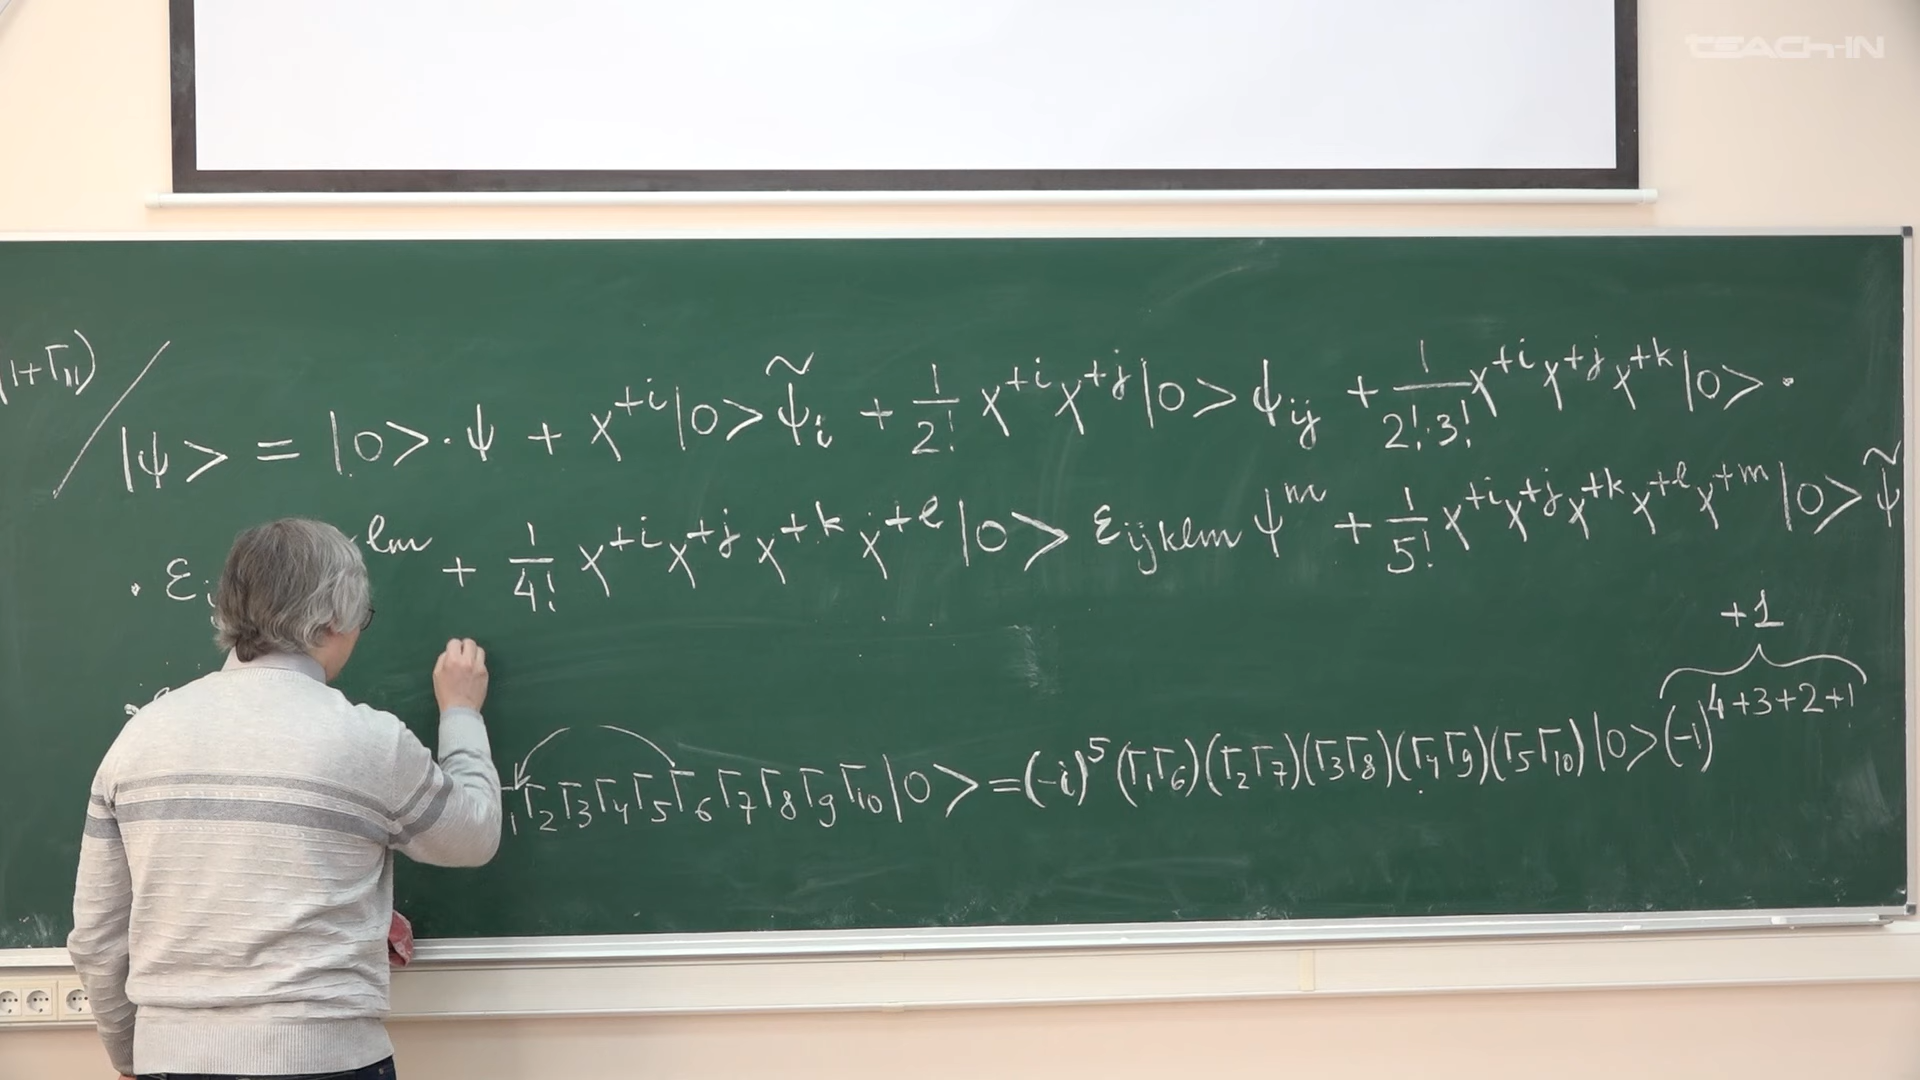 TEACH-IN
1+Γ₁₁) /
|ψ> = |0>·ψ + χ⁺ⁱ|0>ψ̃ᵢ + 1/2! χ⁺ⁱχ⁺ʲ|0>ψᵢⱼ + 1/2!·3! χ⁺ⁱχ⁺ʲχ⁺ᵏ|0>·
· ε ˡᵐ + 1/4! χ⁺ⁱχ⁺ʲχ⁺ᵏχ⁺ˡ|0> εᵢⱼₖₗₘ ψᵐ + 1/5! χ⁺ⁱχ⁺ʲχ⁺ᵏχ⁺ˡχ⁺ᵐ|0>ψ̃
+1
₁Γ₂Γ₃Γ₄Γ₅Γ₆Γ₇Γ₈Γ₉Γ₁₀|0> = (-i)⁵(Γ₁Γ₆)(Γ₂Γ₇)(Γ₃Γ₈)(Γ₄Γ₉)(Γ₅Γ₁₀)|0>(-1)⁴⁺³⁺²⁺¹